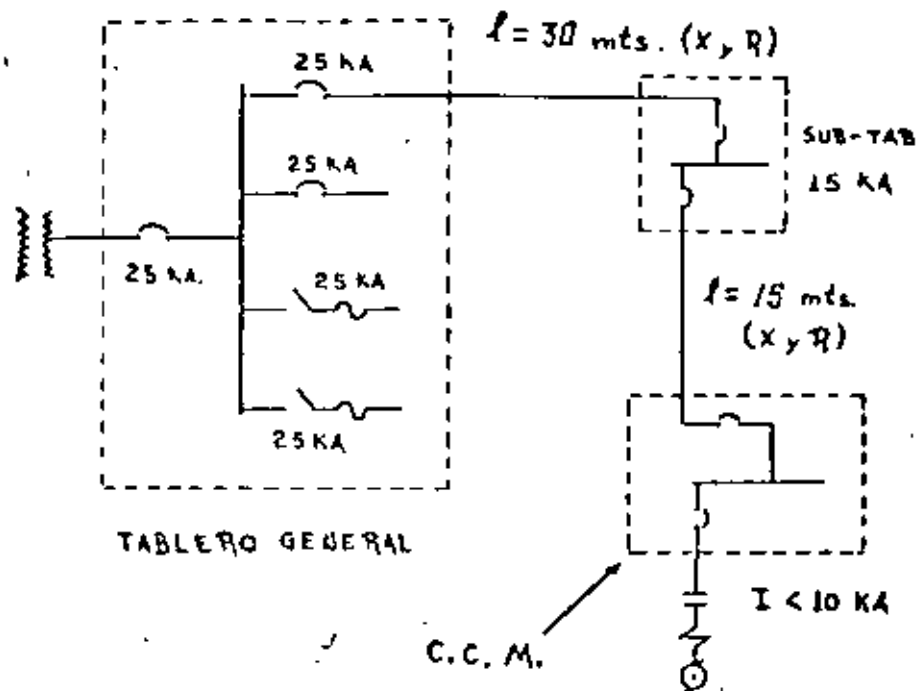 l = 30 mts. (X, R)
25 KA
SUB-TAB
15 KA
25 KA
25 KA.
25 KA
l = 15 mts.
(X, R)
25 KA
TABLERO GENERAL
I < 10 KA
C.C.M.